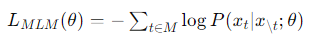 L_{MLM}(θ) = − ∑_{t∈M} log P(x_t|x_{\t}; θ)